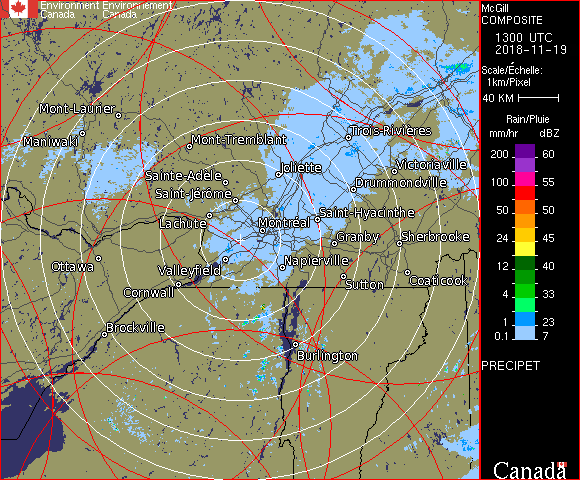 Environment Environnement
Canada Canada
McGill
COMPOSITE
1300 UTC
2018-11-19
Scale/Échelle:
1km/Pixel
40 KM
Rain/Pluie
mm/hr dBZ
200 60
100 55
50 50
24 45
12 40
4 33
1 23
0.1 7
PRECIPET
Canada
Mont-Laurier
Maniwaki
Mont-Tremblant
Trois-Rivières
Joliette
Victoriaville
Sainte-Adèle
Drummondville
Saint-Jérôme
Lachute
Montréal
Saint-Hyacinthe
Granby
Sherbrooke
Ottawa
Valleyfield
Napierville
Cornwall
Sutton
Coaticook
Brockville
Burlington